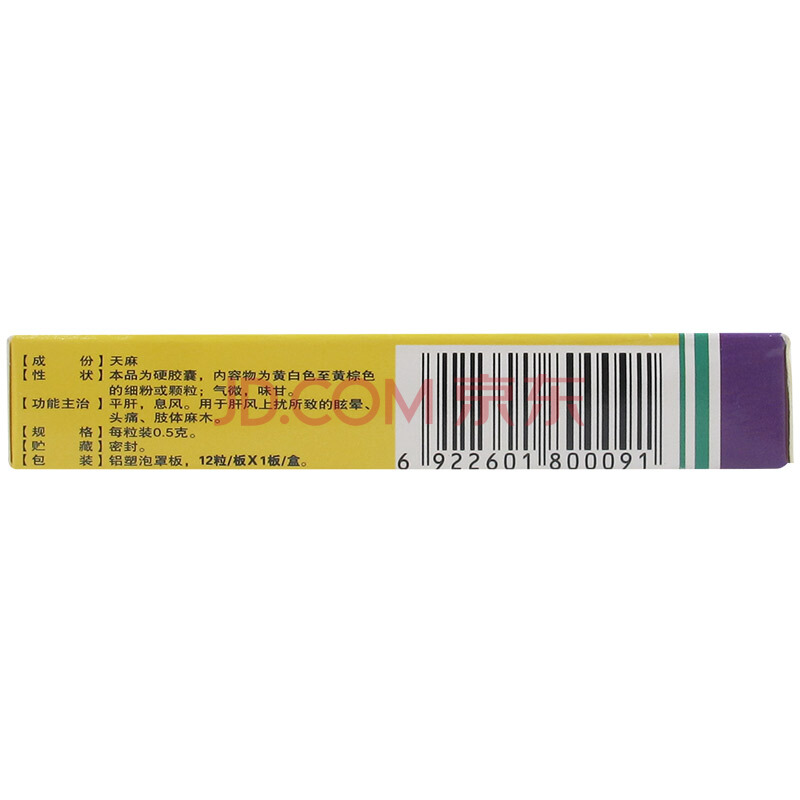 【成　份】天麻
【性　状】本品为硬胶囊，内容物为黄白色至黄棕色
的细粉或颗粒；气微，味甘。
【功能主治】平肝，息风。用于肝风上扰所致的眩晕、
头痛、肢体麻木。
【规　格】每粒装0.5克。
【贮　藏】密封。
【包　装】铝塑泡罩板，12粒/板X1板/盒。
6 922601 800091
JD.COM 京东